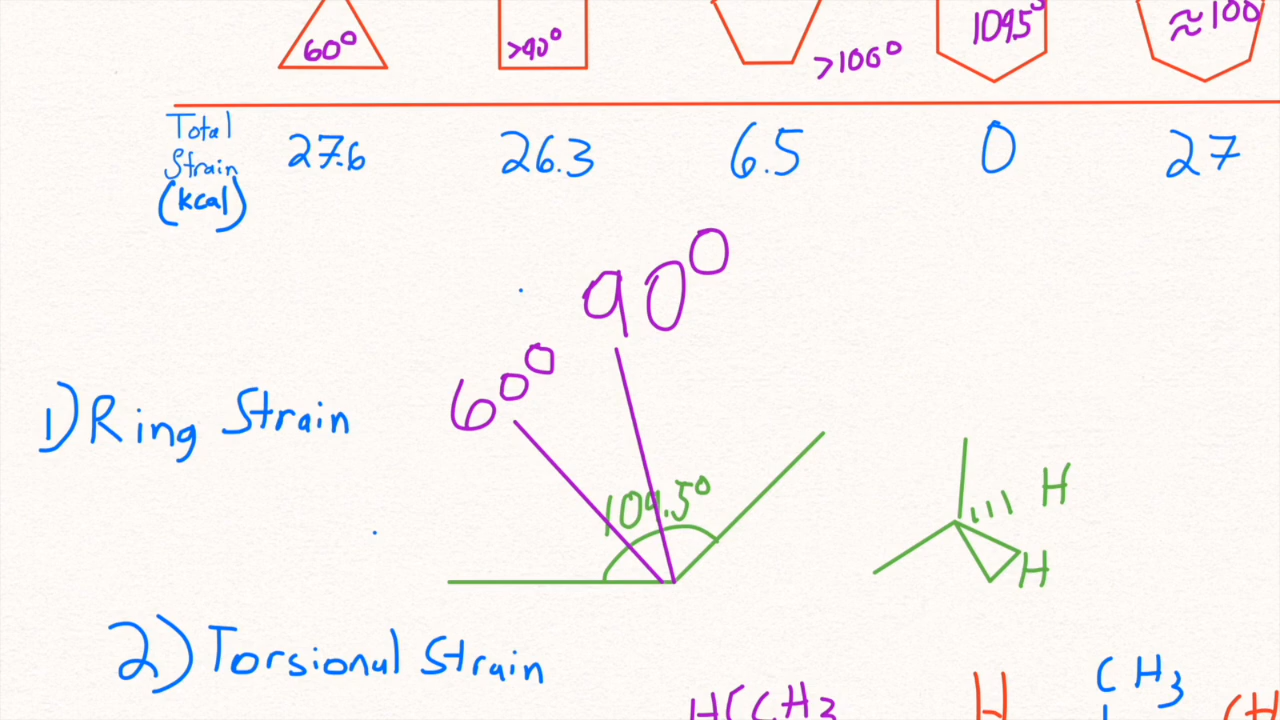 60° >90° >106° 109.5° ≈100
Total
Strain
(kcal)
27.6 26.3 6.5 0 27
90°
60°
1) Ring Strain
109.5°
H
H
2) Torsional Strain
CH3
H H